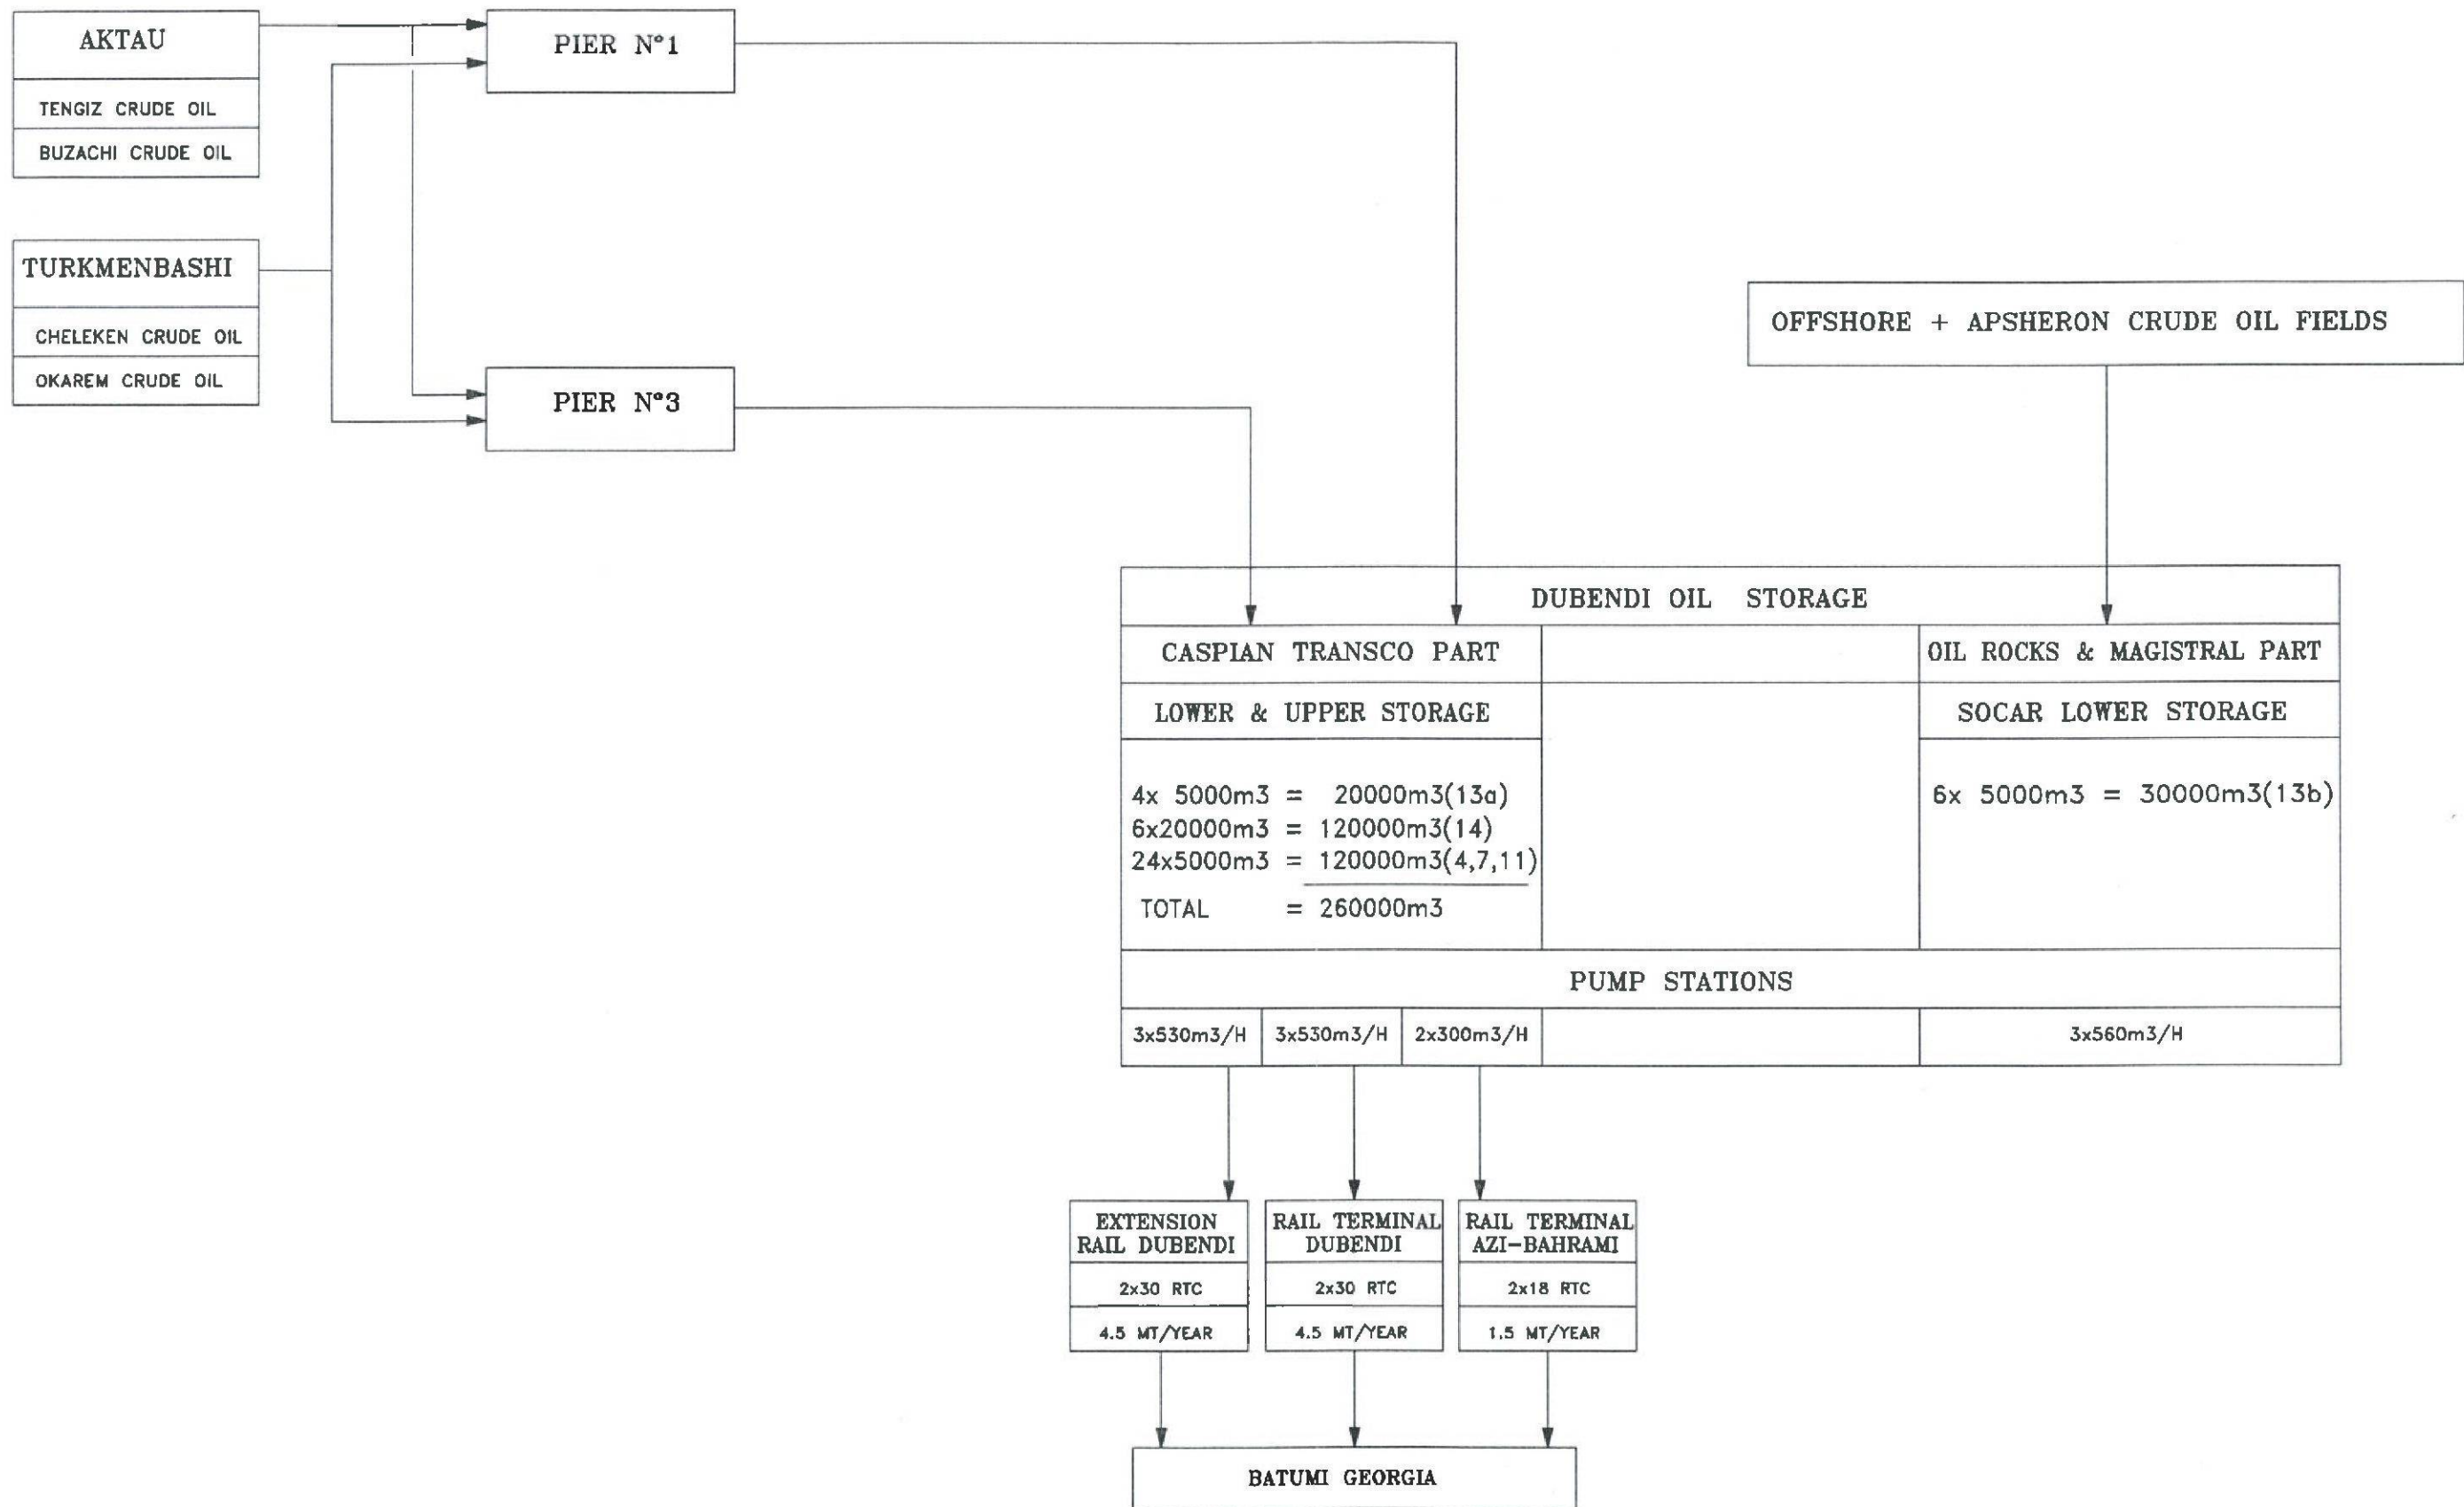 AKTAU
TENGIZ CRUDE OIL
BUZACHI CRUDE OIL
TURKMENBASHI
CHELEKEN CRUDE OIL
OKAREM CRUDE OIL
PIER N°1
PIER N°3
OFFSHORE + APSHERON CRUDE OIL FIELDS
DUBENDI OIL STORAGE
CASPIAN TRANSCO PART
OIL ROCKS & MAGISTRAL PART
LOWER & UPPER STORAGE
SOCAR LOWER STORAGE
4x 5000m3 = 20000m3(13a)
6x20000m3 = 120000m3(14)
24x5000m3 = 120000m3(4,7,11)
TOTAL = 260000m3
6x 5000m3 = 30000m3(13b)
PUMP STATIONS
3x530m3/H
3x530m3/H
2x300m3/H
3x560m3/H
EXTENSION
RAIL DUBENDI
2x30 RTC
4.5 MT/YEAR
RAIL TERMINAL
DUBENDI
2x30 RTC
4.5 MT/YEAR
RAIL TERMINAL
AZI-BAHRAMI
2x18 RTC
1.5 MT/YEAR
BATUMI GEORGIA